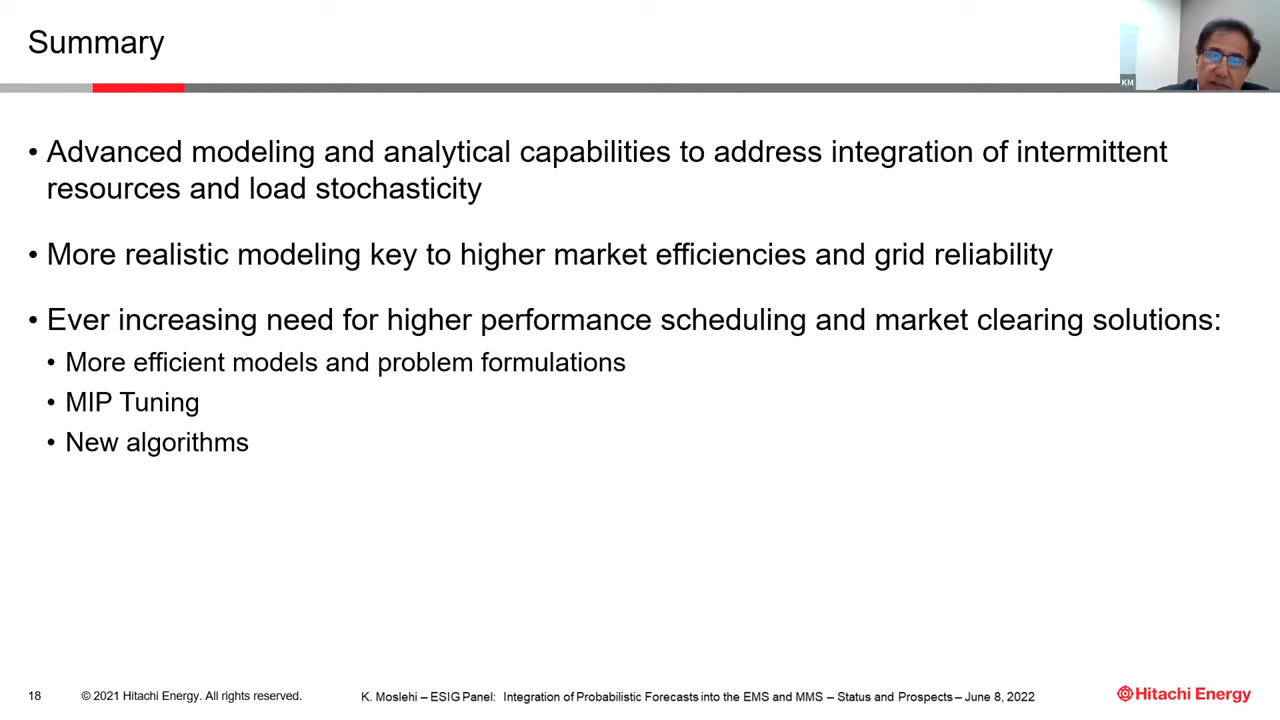 Summary
KM
• Advanced modeling and analytical capabilities to address integration of intermittent
resources and load stochasticity
• More realistic modeling key to higher market efficiencies and grid reliability
• Ever increasing need for higher performance scheduling and market clearing solutions:
• More efficient models and problem formulations
• MIP Tuning
• New algorithms
18 © 2021 Hitachi Energy. All rights reserved. K. Moslehi – ESIG Panel: Integration of Probabilistic Forecasts into the EMS and MMS – Status and Prospects – June 8, 2022 Hitachi Energy